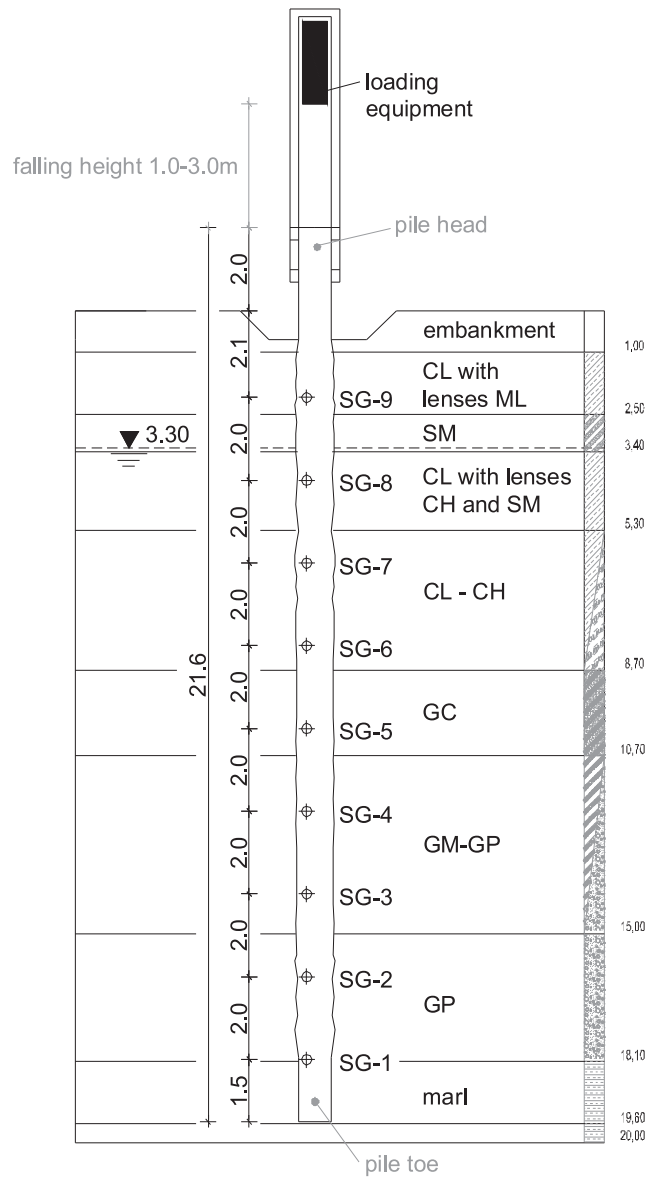 loading
equipment
falling height 1.0-3.0m
pile head
2.0
embankment
1,00
2.1
CL with
lenses ML
SG-9
2,50
SM
3.30
3,40
2.0
SG-8
CL with lenses
CH and SM
5,30
2.0
SG-7
CL - CH
2.0
SG-6
8,70
21.6
2.0
GC
SG-5
10,70
2.0
SG-4
GM-GP
2.0
SG-3
15,00
2.0
SG-2
GP
2.0
18,10
SG-1
1.5
marl
19,60
20,00
pile toe